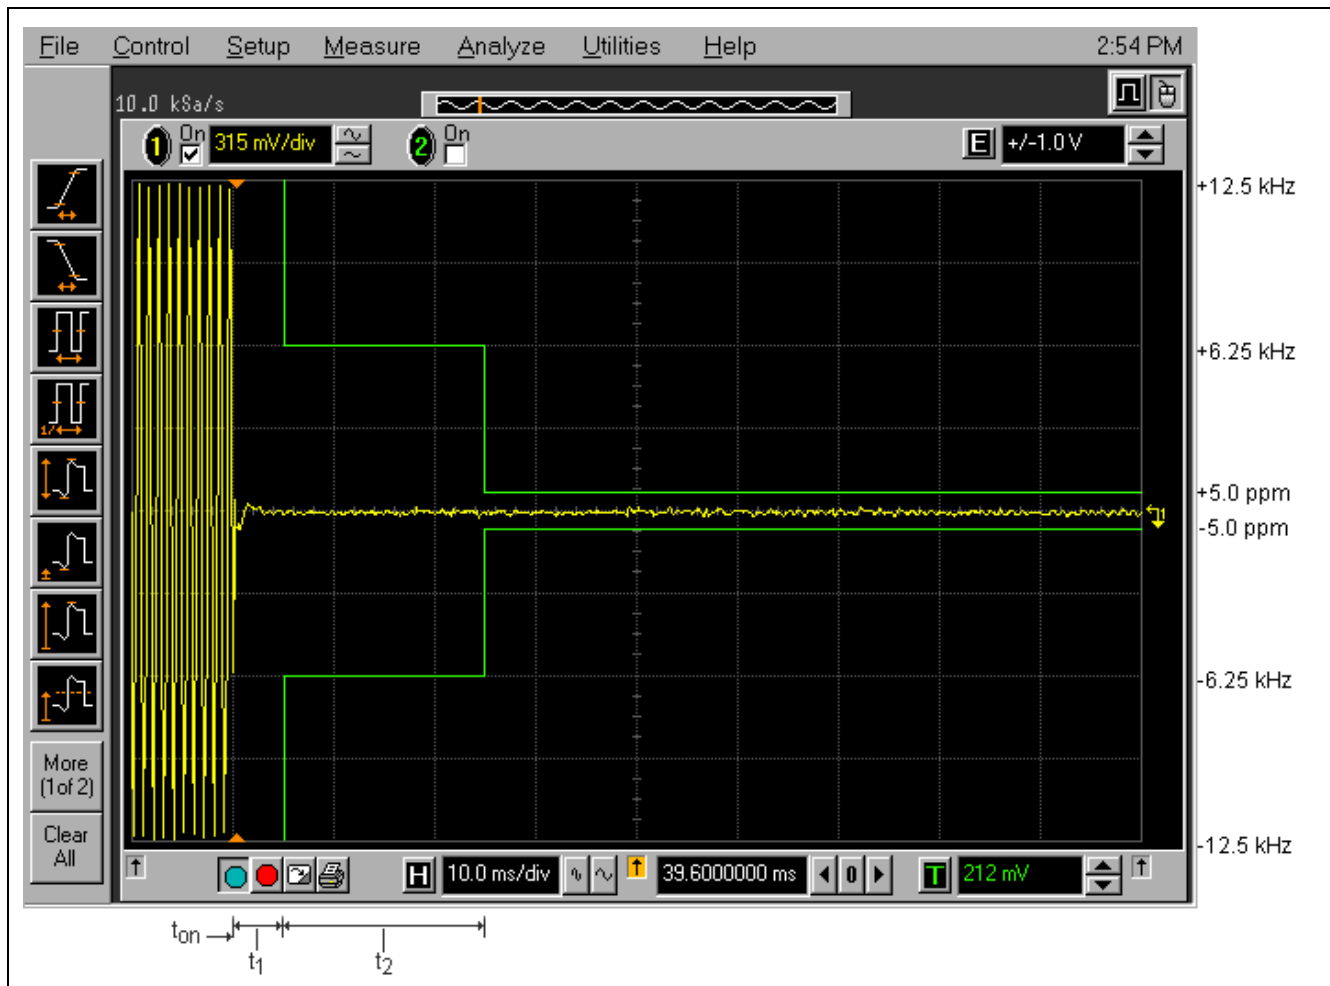 File Control Setup Measure Analyze Utilities Help 2:54 PM
10.0 kSa/s
1 On 315 mV/div 2 On E +/-1.0 V
+12.5 kHz
+6.25 kHz
1/
+5.0 ppm
-5.0 ppm
-6.25 kHz
More
(1of 2)
Clear
All
-12.5 kHz
H 10.0 ms/div 39.6000000 ms 0 T 212 mV
ton
t1 t2